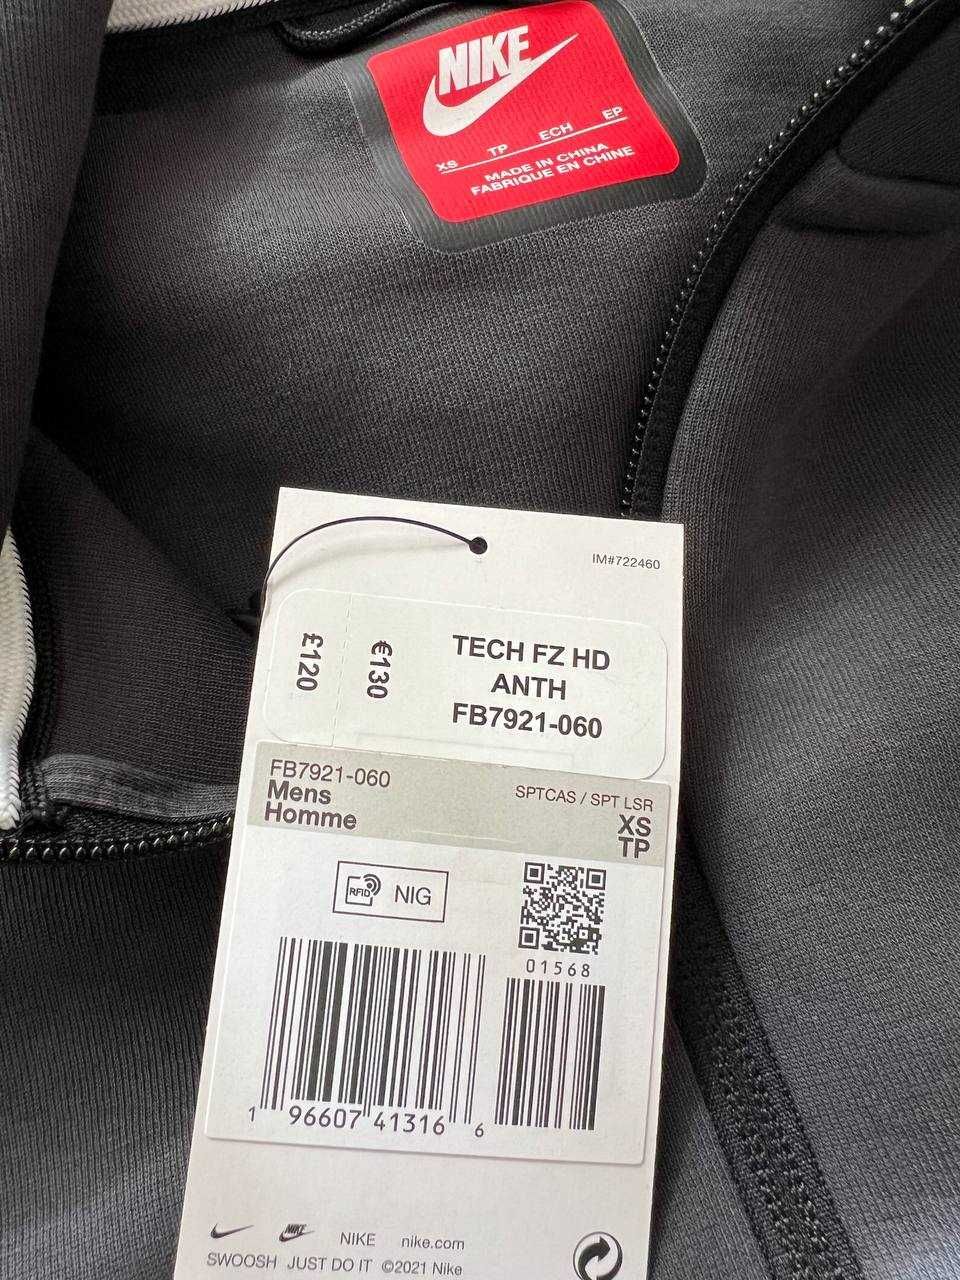 NIKE
XS TP ECH EP
MADE IN CHINA
FABRIQUE EN CHINE
IM#722460
£120
€130
TECH FZ HD
ANTH
FB7921-060
FB7921-060
Mens
Homme
SPTCAS / SPT LSR
XS
TP
RFID
NIG
01568
1 96607 41316 6
NIKE
NIKE nike.com
SWOOSH JUST DO IT ©2021 Nike